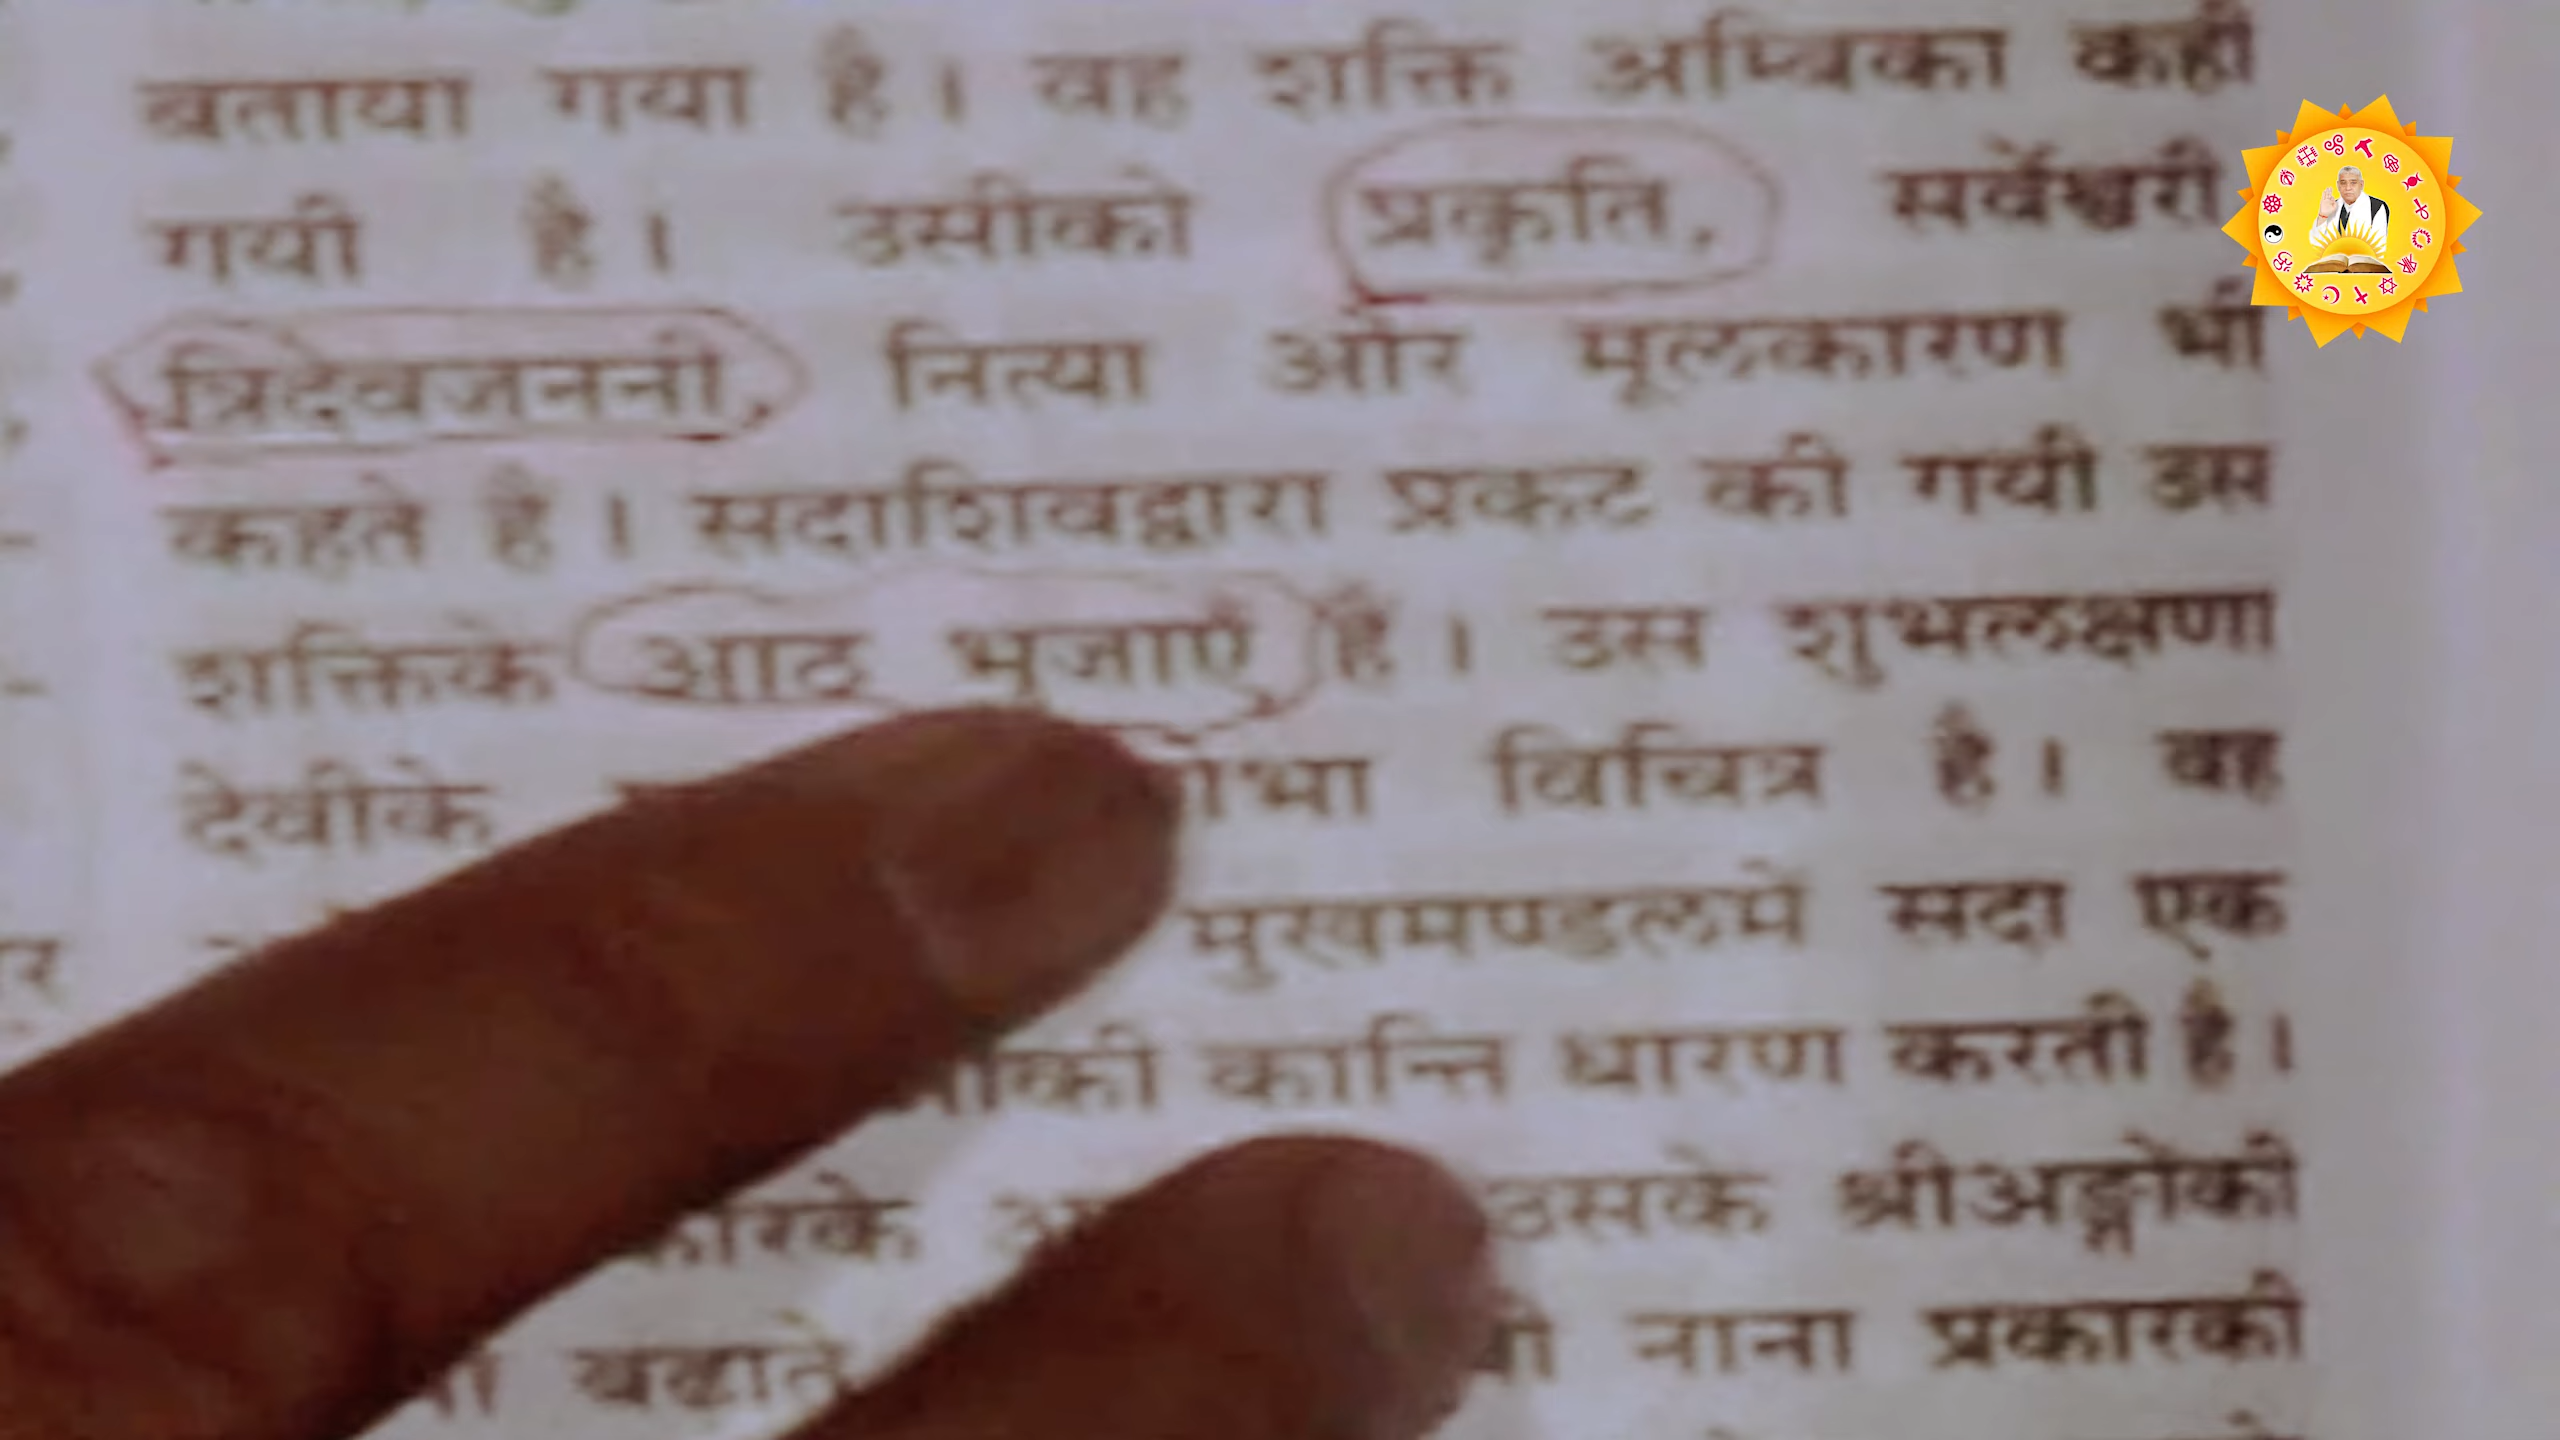 बताया गया है। वह शक्ति अम्बिका कही
गयी है। उसीको प्रकृति, सर्वेश्वरी
त्रिदेवजननी, नित्या और मूलकारण भी
कहते हैं। सदाशिवद्वारा प्रकट की गयी उस
शक्तिके आठ भुजाएँ हैं। उस शुभलक्षणा
देवीके विचित्र है। वह
मुखमण्डलमें सदा एक
कान्ति धारण करती है।
उसके श्रीअङ्गोंकी
बढ़ाते नाना प्रकारकी